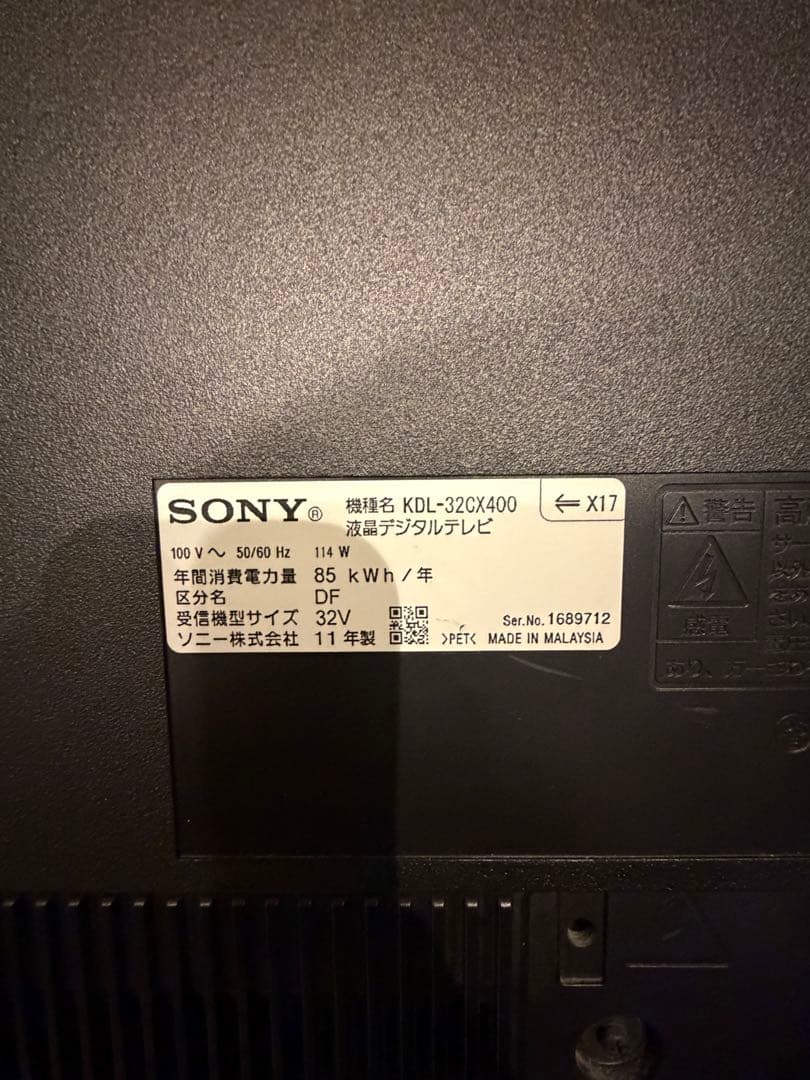 SONY® 機種名 KDL-32CX400 ← X17
液晶デジタルテレビ
100 V ～ 50/60 Hz 114 W
年間消費電力量 85 kWh/年
区分名 DF
受信機型サイズ 32V Ser.No. 1689712
ソニー株式会社 11年製 >PET< MADE IN MALAYSIA
⚠警告
感電